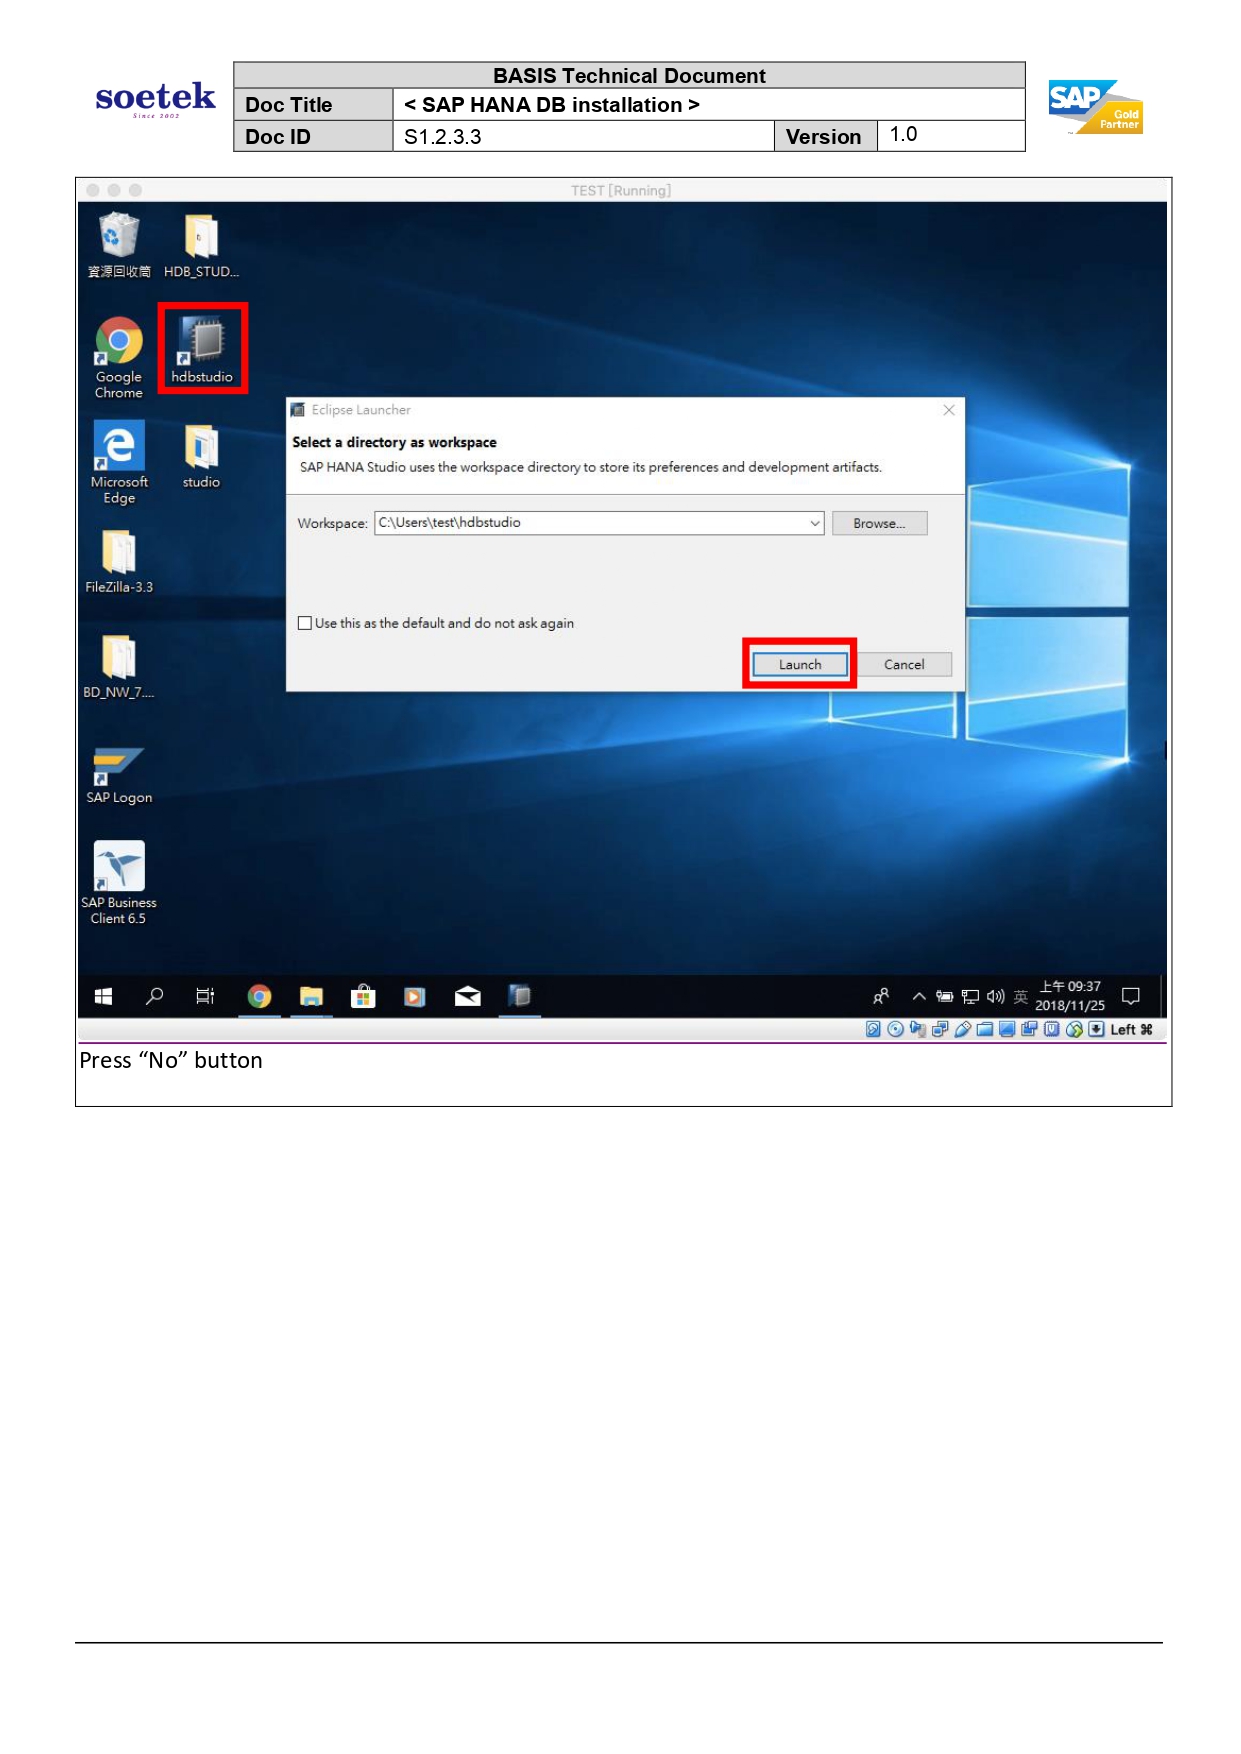 soetek
Since 2002
BASIS Technical Document
Doc Title < SAP HANA DB installation >
Doc ID S1.2.3.3 Version 1.0
SAP
Gold
Partner
TEST [Running]
資源回收筒 HDB_STUD...
Google
Chrome
hdbstudio
Eclipse Launcher
Select a directory as workspace
SAP HANA Studio uses the workspace directory to store its preferences and development artifacts.
Microsoft
Edge
studio
Workspace: C:\Users\test\hdbstudio Browse...
FileZilla-3.3
Use this as the default and do not ask again
Launch Cancel
BD_NW_7....
SAP Logon
SAP Business
Client 6.5
英
上午 09:37
2018/11/25
Left ⌘
Press “No” button